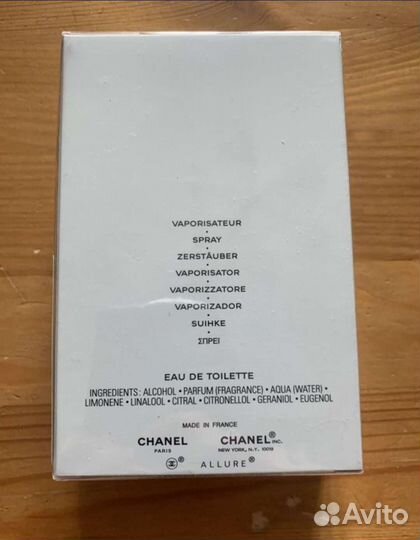 VAPORISATEUR
•
SPRAY
•
ZERSTÄUBER
•
VAPORISATOR
•
VAPORIZZATORE
•
VAPORIZADOR
•
SUIHKE
•
ΣΠΡΕΪ
EAU DE TOILETTE
INGREDIENTS : ALCOHOL • PARFUM (FRAGRANCE) • AQUA (WATER) •
LIMONENE • LINALOOL • CITRAL • CITRONELLOL • GERANIOL • EUGENOL
MADE IN FRANCE
CHANEL CHANEL® INC.
PARIS NEW YORK, N.Y. 10019
® ALLURE®
Avito